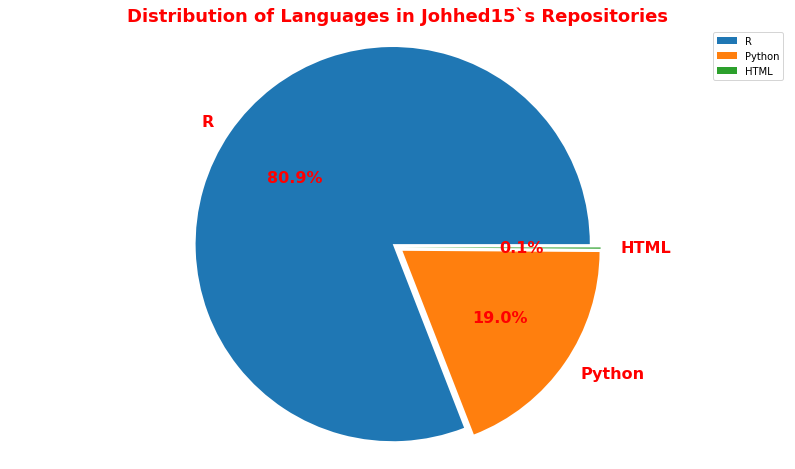 Distribution of Languages in Johhed15`s Repositories
R
Python
HTML
R
80.9%
0.1%
HTML
19.0%
Python